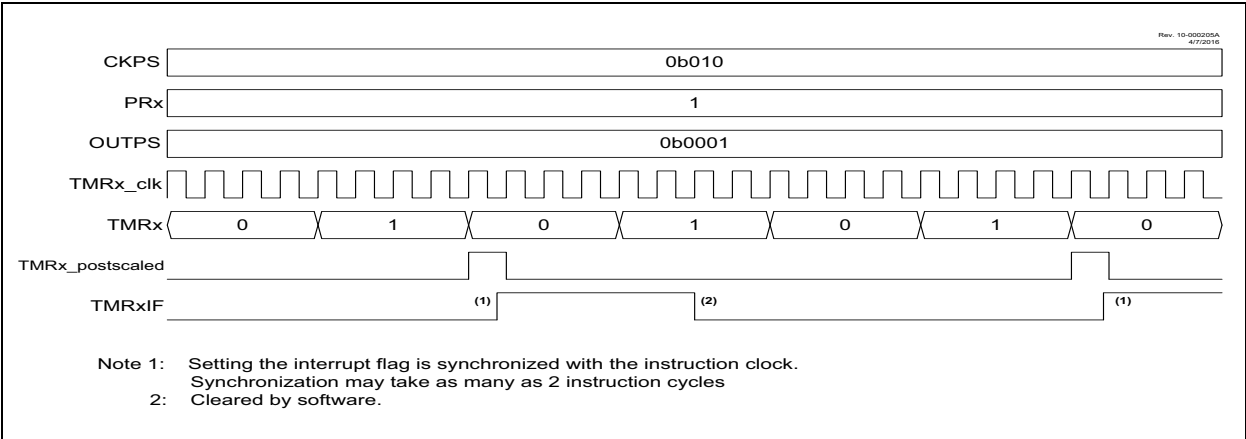 Rev. 10-000205A
4/7/2016
CKPS 0b010
PRx 1
OUTPS 0b0001
TMRx_clk
TMRx 0 1 0 1 0 1 0
TMRx_postscaled
TMRxIF (1) (2) (1)
Note 1: Setting the interrupt flag is synchronized with the instruction clock.
Synchronization may take as many as 2 instruction cycles
2: Cleared by software.